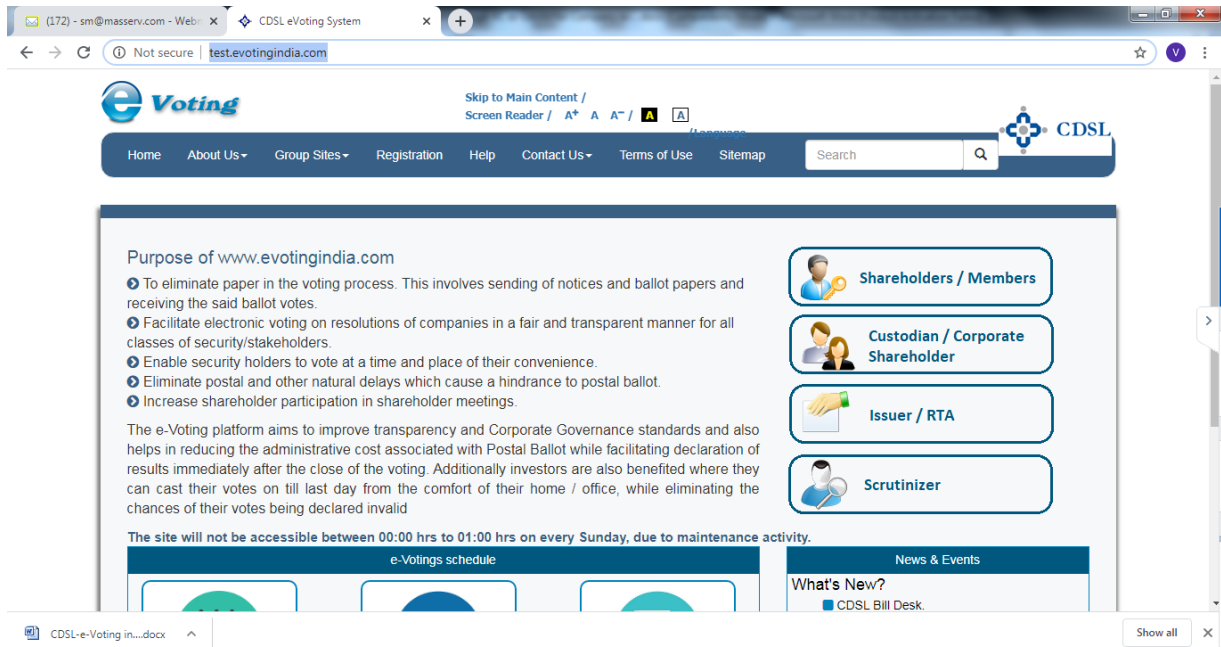 (172) - sm@masserv.com - Webm
CDSL eVoting System
Not secure | test.evotingindia.com
V
e Voting
Skip to Main Content /
Screen Reader / A+ A A- / A A
/Language
CDSL
Home About Us Group Sites Registration Help Contact Us Terms of Use Sitemap Search
Purpose of www.evotingindia.com
To eliminate paper in the voting process. This involves sending of notices and ballot papers and
receiving the said ballot votes.
Facilitate electronic voting on resolutions of companies in a fair and transparent manner for all
classes of security/stakeholders.
Enable security holders to vote at a time and place of their convenience.
Eliminate postal and other natural delays which cause a hindrance to postal ballot.
Increase shareholder participation in shareholder meetings.
The e-Voting platform aims to improve transparency and Corporate Governance standards and also
helps in reducing the administrative cost associated with Postal Ballot while facilitating declaration of
results immediately after the close of the voting. Additionally investors are also benefited where they
can cast their votes on till last day from the comfort of their home / office, while eliminating the
chances of their votes being declared invalid
Shareholders / Members
Custodian / Corporate
Shareholder
Issuer / RTA
Scrutinizer
The site will not be accessible between 00:00 hrs to 01:00 hrs on every Sunday, due to maintenance activity.
e-Votings schedule
News & Events
What's New?
CDSL Bill Desk.
CDSL-e-Voting in....docx
Show all